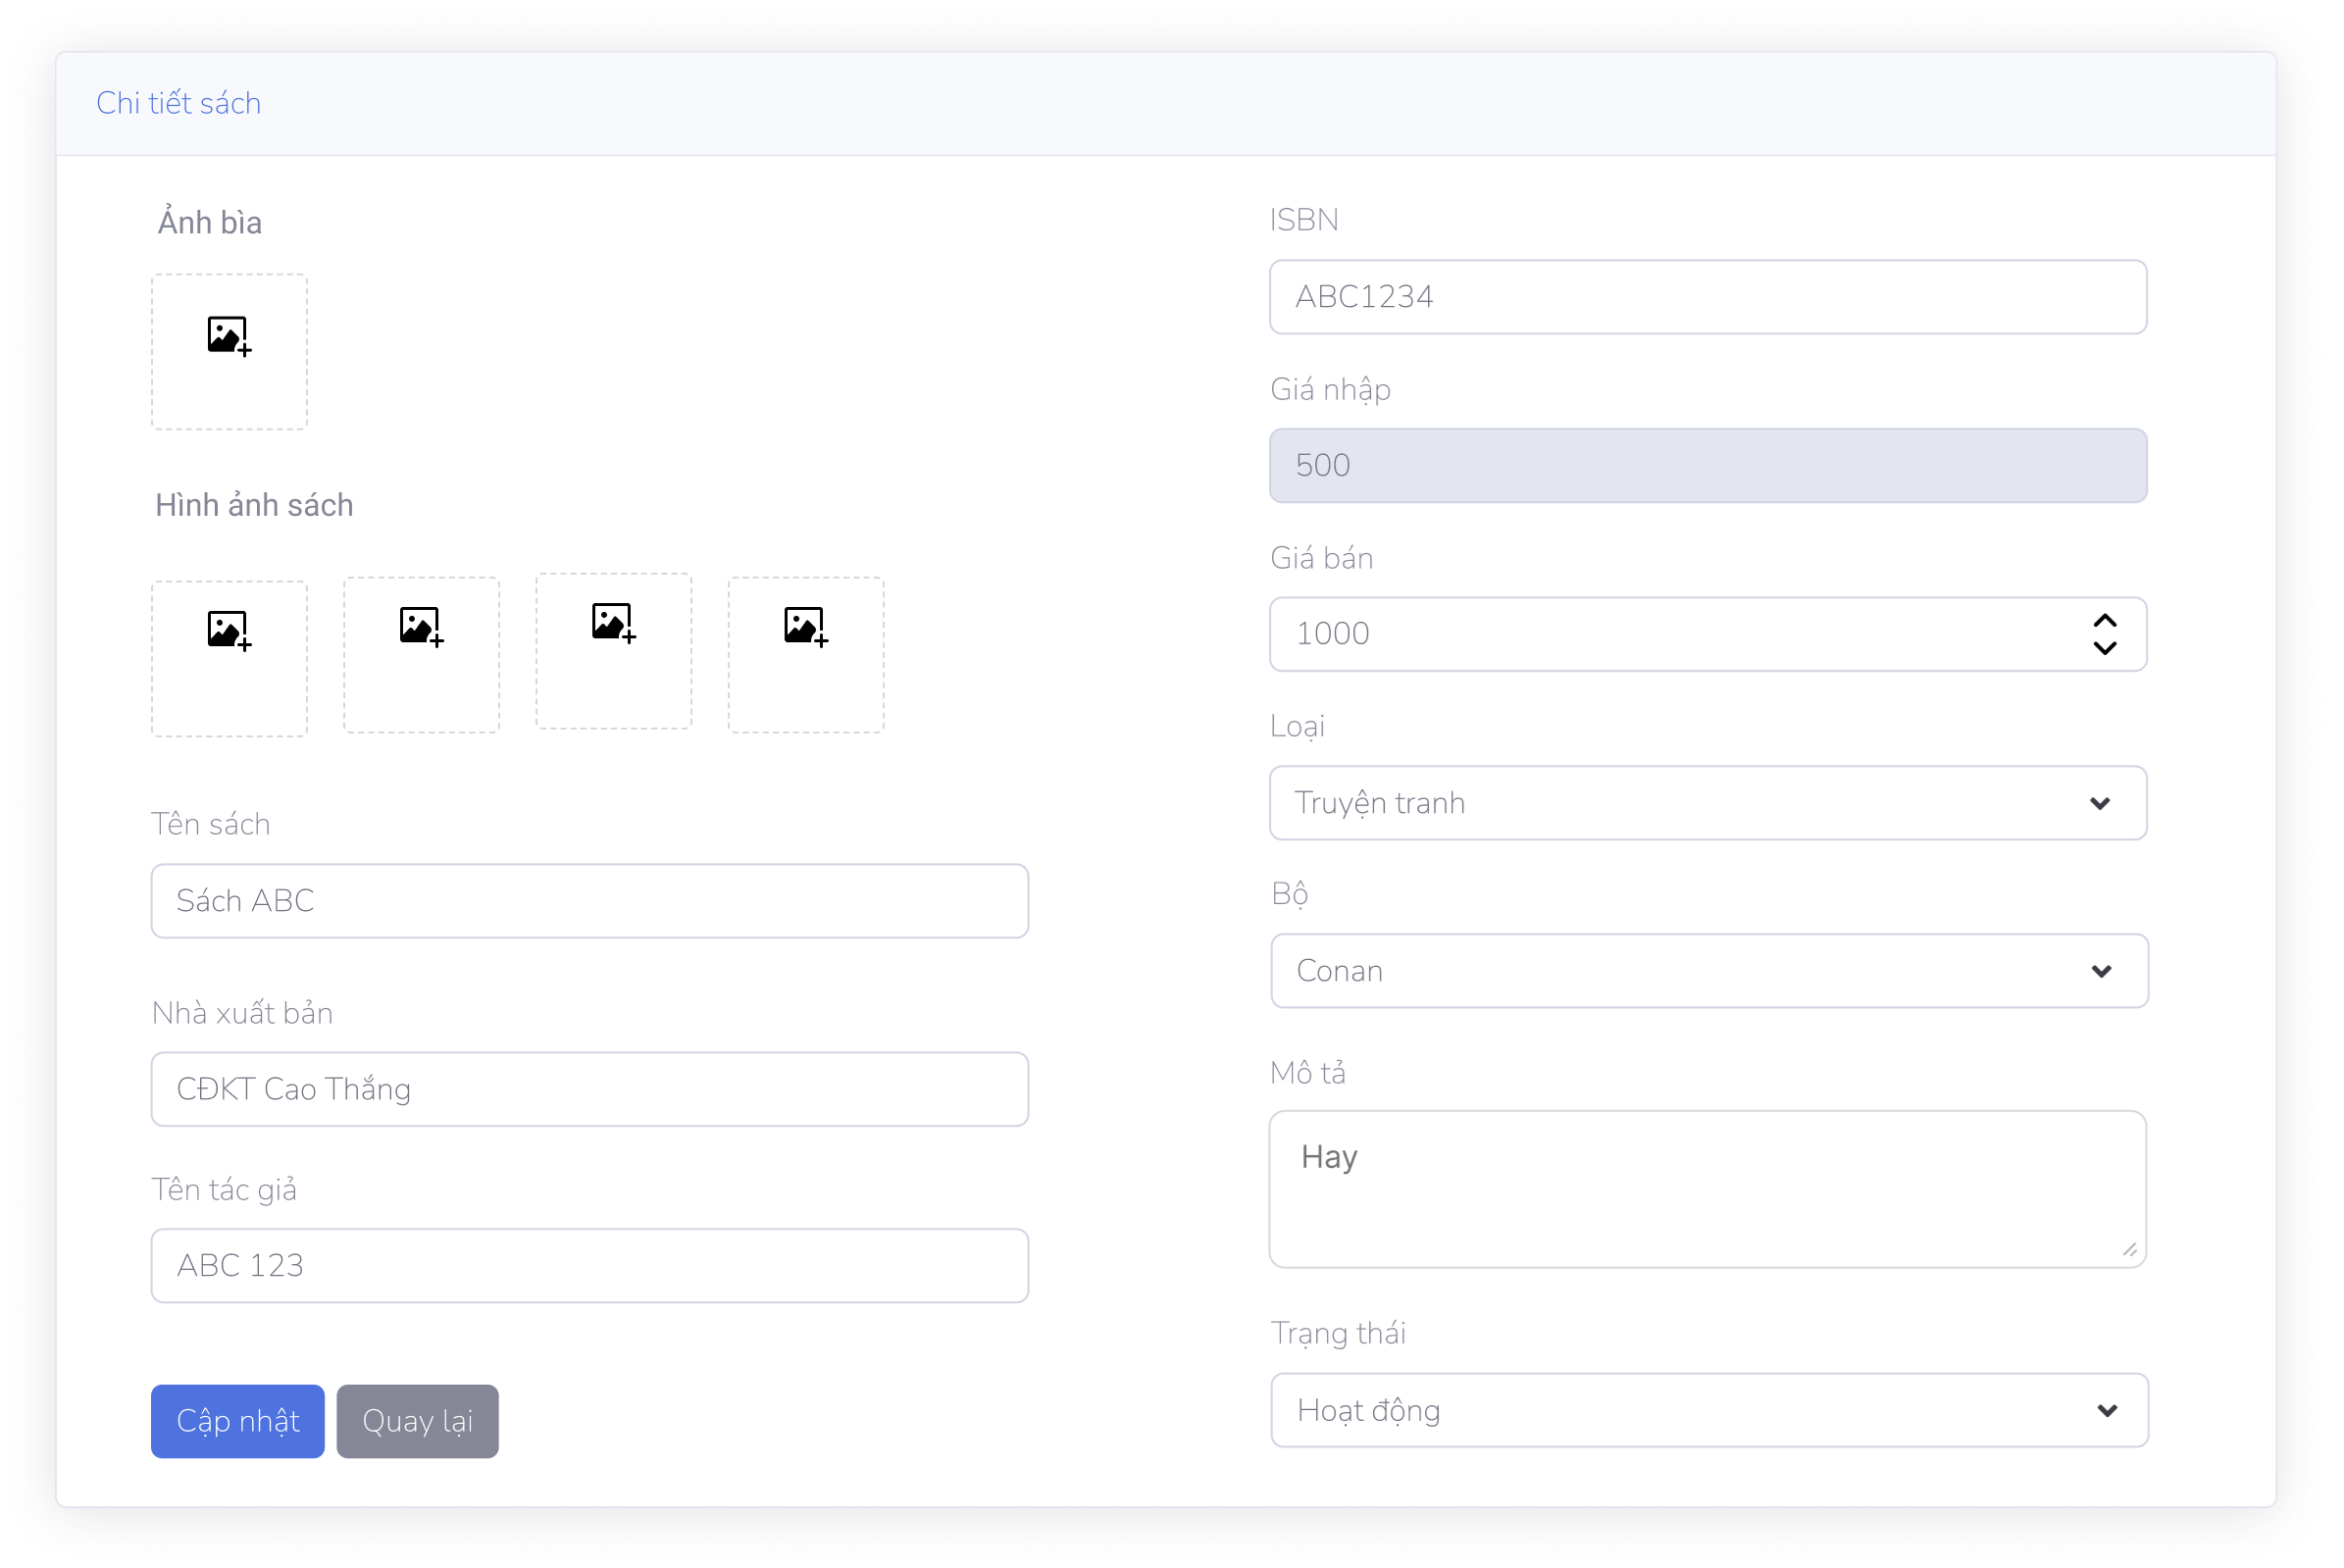 Chi tiết sách
Ảnh bìa
Hình ảnh sách
Tên sách
Sách ABC
Nhà xuất bản
CĐKT Cao Thắng
Tên tác giả
ABC 123
Cập nhật
Quay lại
ISBN
ABC1234
Giá nhập
500
Giá bán
1000
Loại
Truyện tranh
Bộ
Conan
Mô tả
Hay
Trạng thái
Hoạt động